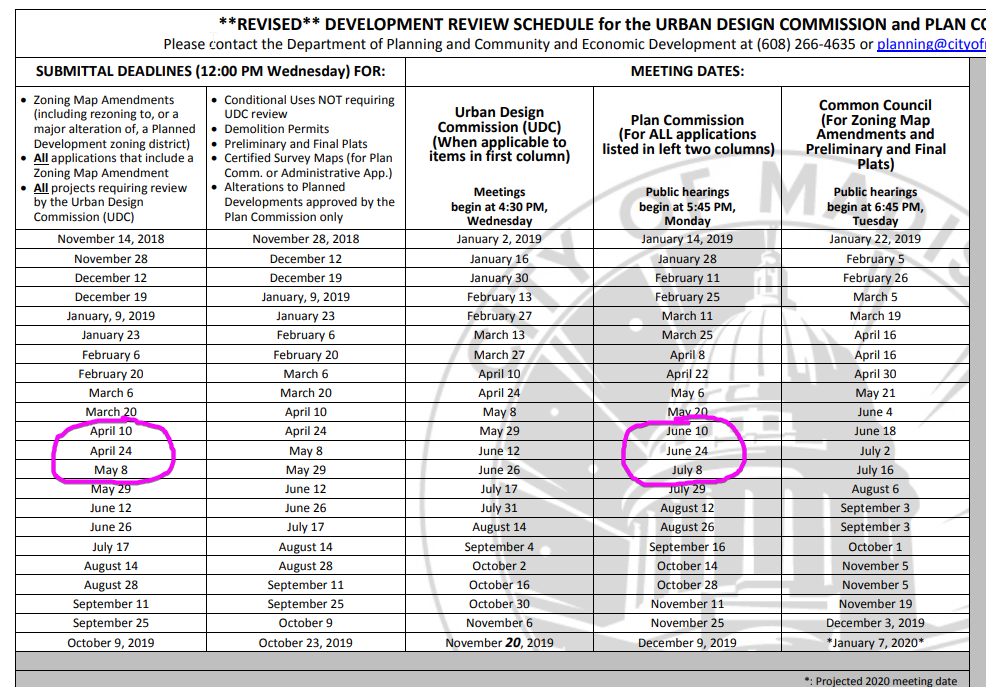 **REVISED** DEVELOPMENT REVIEW SCHEDULE for the URBAN DESIGN COMMISSION and PLAN
Please contact the Department of Planning and Community and Economic Development at (608) 266-4635 or planning@cityof
SUBMITTAL DEADLINES (12:00 PM Wednesday) FOR: MEETING DATES:
• Zoning Map Amendments
(including rezoning to, or a
major alteration of, a Planned
Development zoning district)
• All applications that include a
Zoning Map Amendment
• All projects requiring review
by the Urban Design
Commission (UDC)
• Conditional Uses NOT requiring
UDC review
• Demolition Permits
• Preliminary and Final Plats
• Certified Survey Maps (for Plan
Comm. or Administrative App.)
• Alterations to Planned
Developments approved by the
Plan Commission only
Urban Design
Commission (UDC)
(When applicable to
items in first column)
Meetings
begin at 4:30 PM,
Wednesday
Plan Commission
(For ALL applications
listed in left two columns)
Public hearings
begin at 5:45 PM,
Monday
Common Council
(For Zoning Map
Amendments and
Preliminary and Final
Plats)
Public hearings
begin at 6:45 PM,
Tuesday
November 14, 2018 November 28, 2018 January 2, 2019 January 14, 2019 January 22, 2019
November 28 December 12 January 16 January 28 February 5
December 12 December 19 January 30 February 11 February 26
December 19 January, 9, 2019 February 13 February 25 March 5
January, 9, 2019 January 23 February 27 March 11 March 19
January 23 February 6 March 13 March 25 April 16
February 6 February 20 March 27 April 8 April 16
February 20 March 6 April 10 April 22 April 30
March 6 March 20 April 24 May 6 May 21
March 20 April 10 May 8 May 20 June 4
April 10 April 24 May 29 June 10 June 18
April 24 May 8 June 12 June 24 July 2
May 8 May 29 June 26 July 8 July 16
May 29 June 12 July 17 July 29 August 6
June 12 June 26 July 31 August 12 September 3
June 26 July 17 August 14 August 26 September 3
July 17 August 14 September 4 September 16 October 1
August 14 August 28 October 2 October 14 November 5
August 28 September 11 October 16 October 28 November 5
September 11 September 25 October 30 November 11 November 19
September 25 October 9 November 6 November 25 December 3, 2019
October 9, 2019 October 23, 2019 November 20, 2019 December 9, 2019 *January 7, 2020*
*: Projected 2020 meeting date
CITY OF MADIS